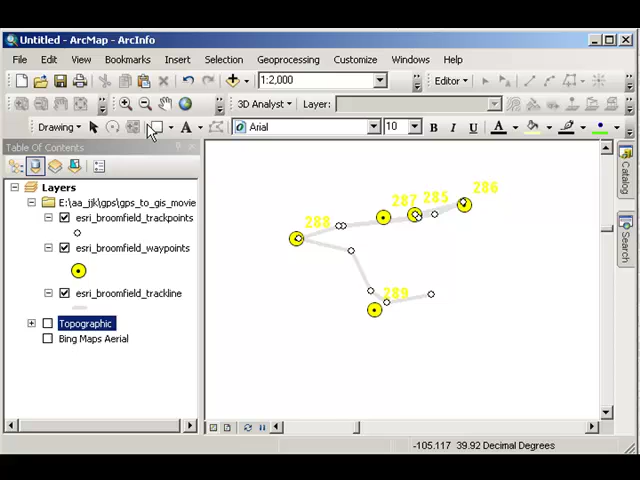 Untitled - ArcMap - ArcInfo
File Edit View Bookmarks Insert Selection Geoprocessing Customize Windows Help
1:2,000 Editor
3D Analyst Layer:
Drawing A Arial 10 B I U A
Table Of Contents
Layers
E:\aa_jjk\gps\gps_to_gis_movie
esri_broomfield_trackpoints
esri_broomfield_waypoints
esri_broomfield_trackline
Topographic
Bing Maps Aerial
286
287 285
288
289
Catalog
Search
-105.117 39.92 Decimal Degrees